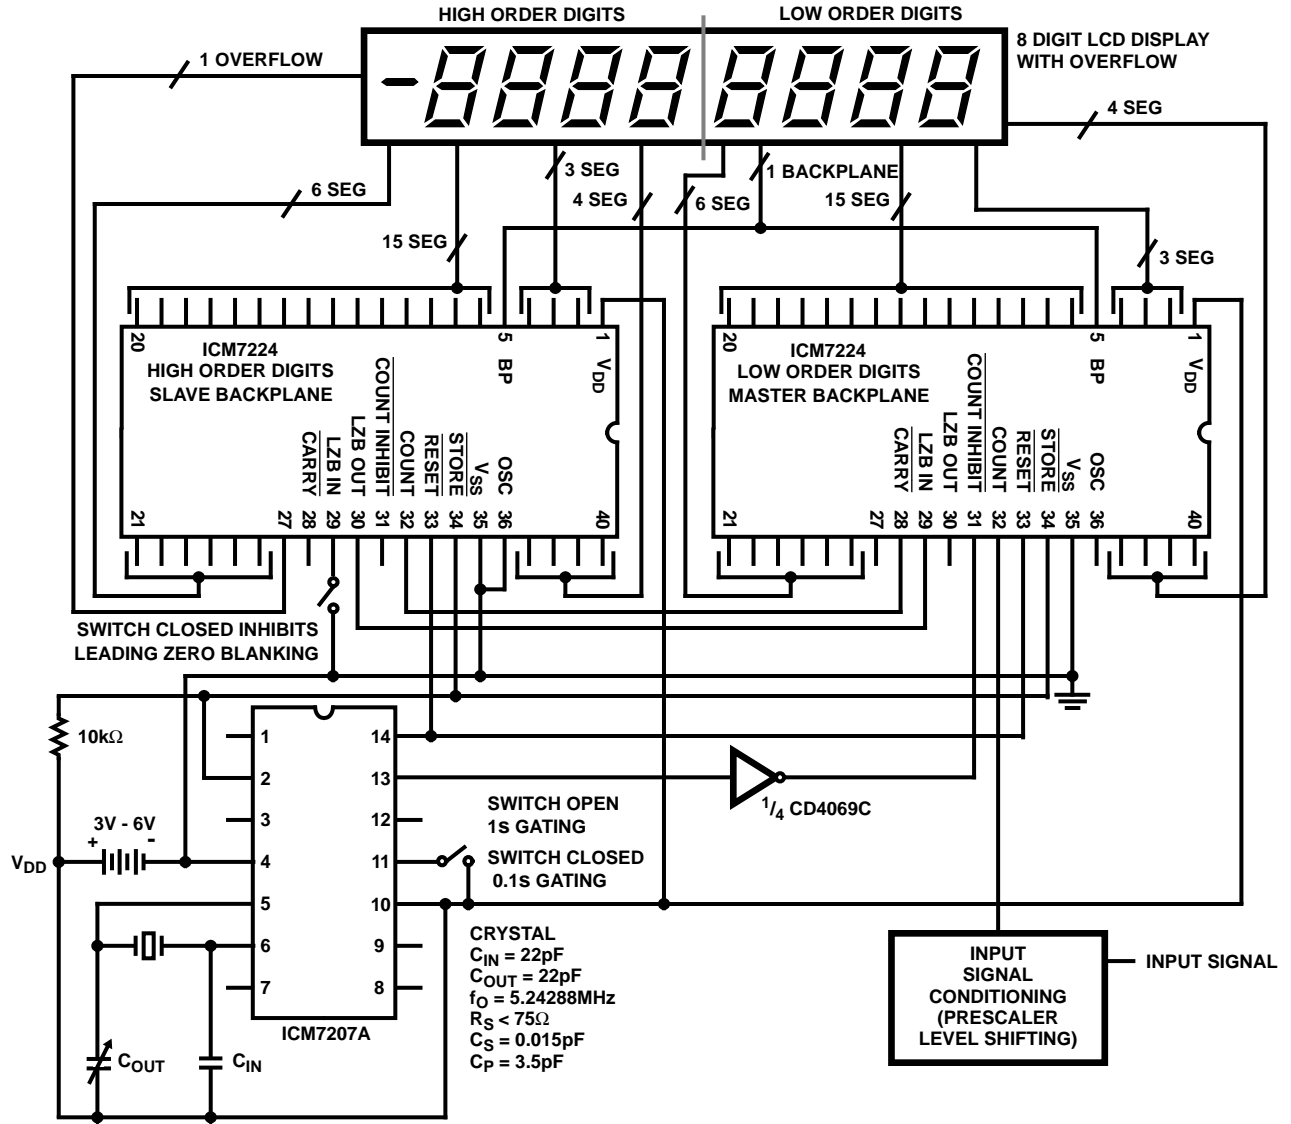 HIGH ORDER DIGITS
LOW ORDER DIGITS
8 DIGIT LCD DISPLAY
WITH OVERFLOW
1 OVERFLOW
4 SEG
6 SEG
15 SEG
3 SEG
4 SEG
6 SEG
1 BACKPLANE
15 SEG
3 SEG
20
5
BP
1
VDD
ICM7224
HIGH ORDER DIGITS
SLAVE BACKPLANE
CARRY
LZB IN
LZB OUT
COUNT INHIBIT
COUNT
RESET
STORE
VSS
OSC
21
27
28
29
30
31
32
33
34
35
36
40
20
5
BP
1
VDD
ICM7224
LOW ORDER DIGITS
MASTER BACKPLANE
CARRY
LZB IN
LZB OUT
COUNT INHIBIT
COUNT
RESET
STORE
VSS
OSC
21
27
28
29
30
31
32
33
34
35
36
40
SWITCH CLOSED INHIBITS
LEADING ZERO BLANKING
10kΩ
3V - 6V
+
-
VDD
1
2
3
4
5
6
7
14
13
12
11
10
9
8
ICM7207A
1/4 CD4069C
SWITCH OPEN
1s GATING
SWITCH CLOSED
0.1s GATING
CRYSTAL
CIN = 22pF
COUT = 22pF
fO = 5.24288MHz
RS < 75Ω
CS = 0.015pF
CP = 3.5pF
COUT
CIN
INPUT
SIGNAL
CONDITIONING
(PRESCALER
LEVEL SHIFTING)
INPUT SIGNAL